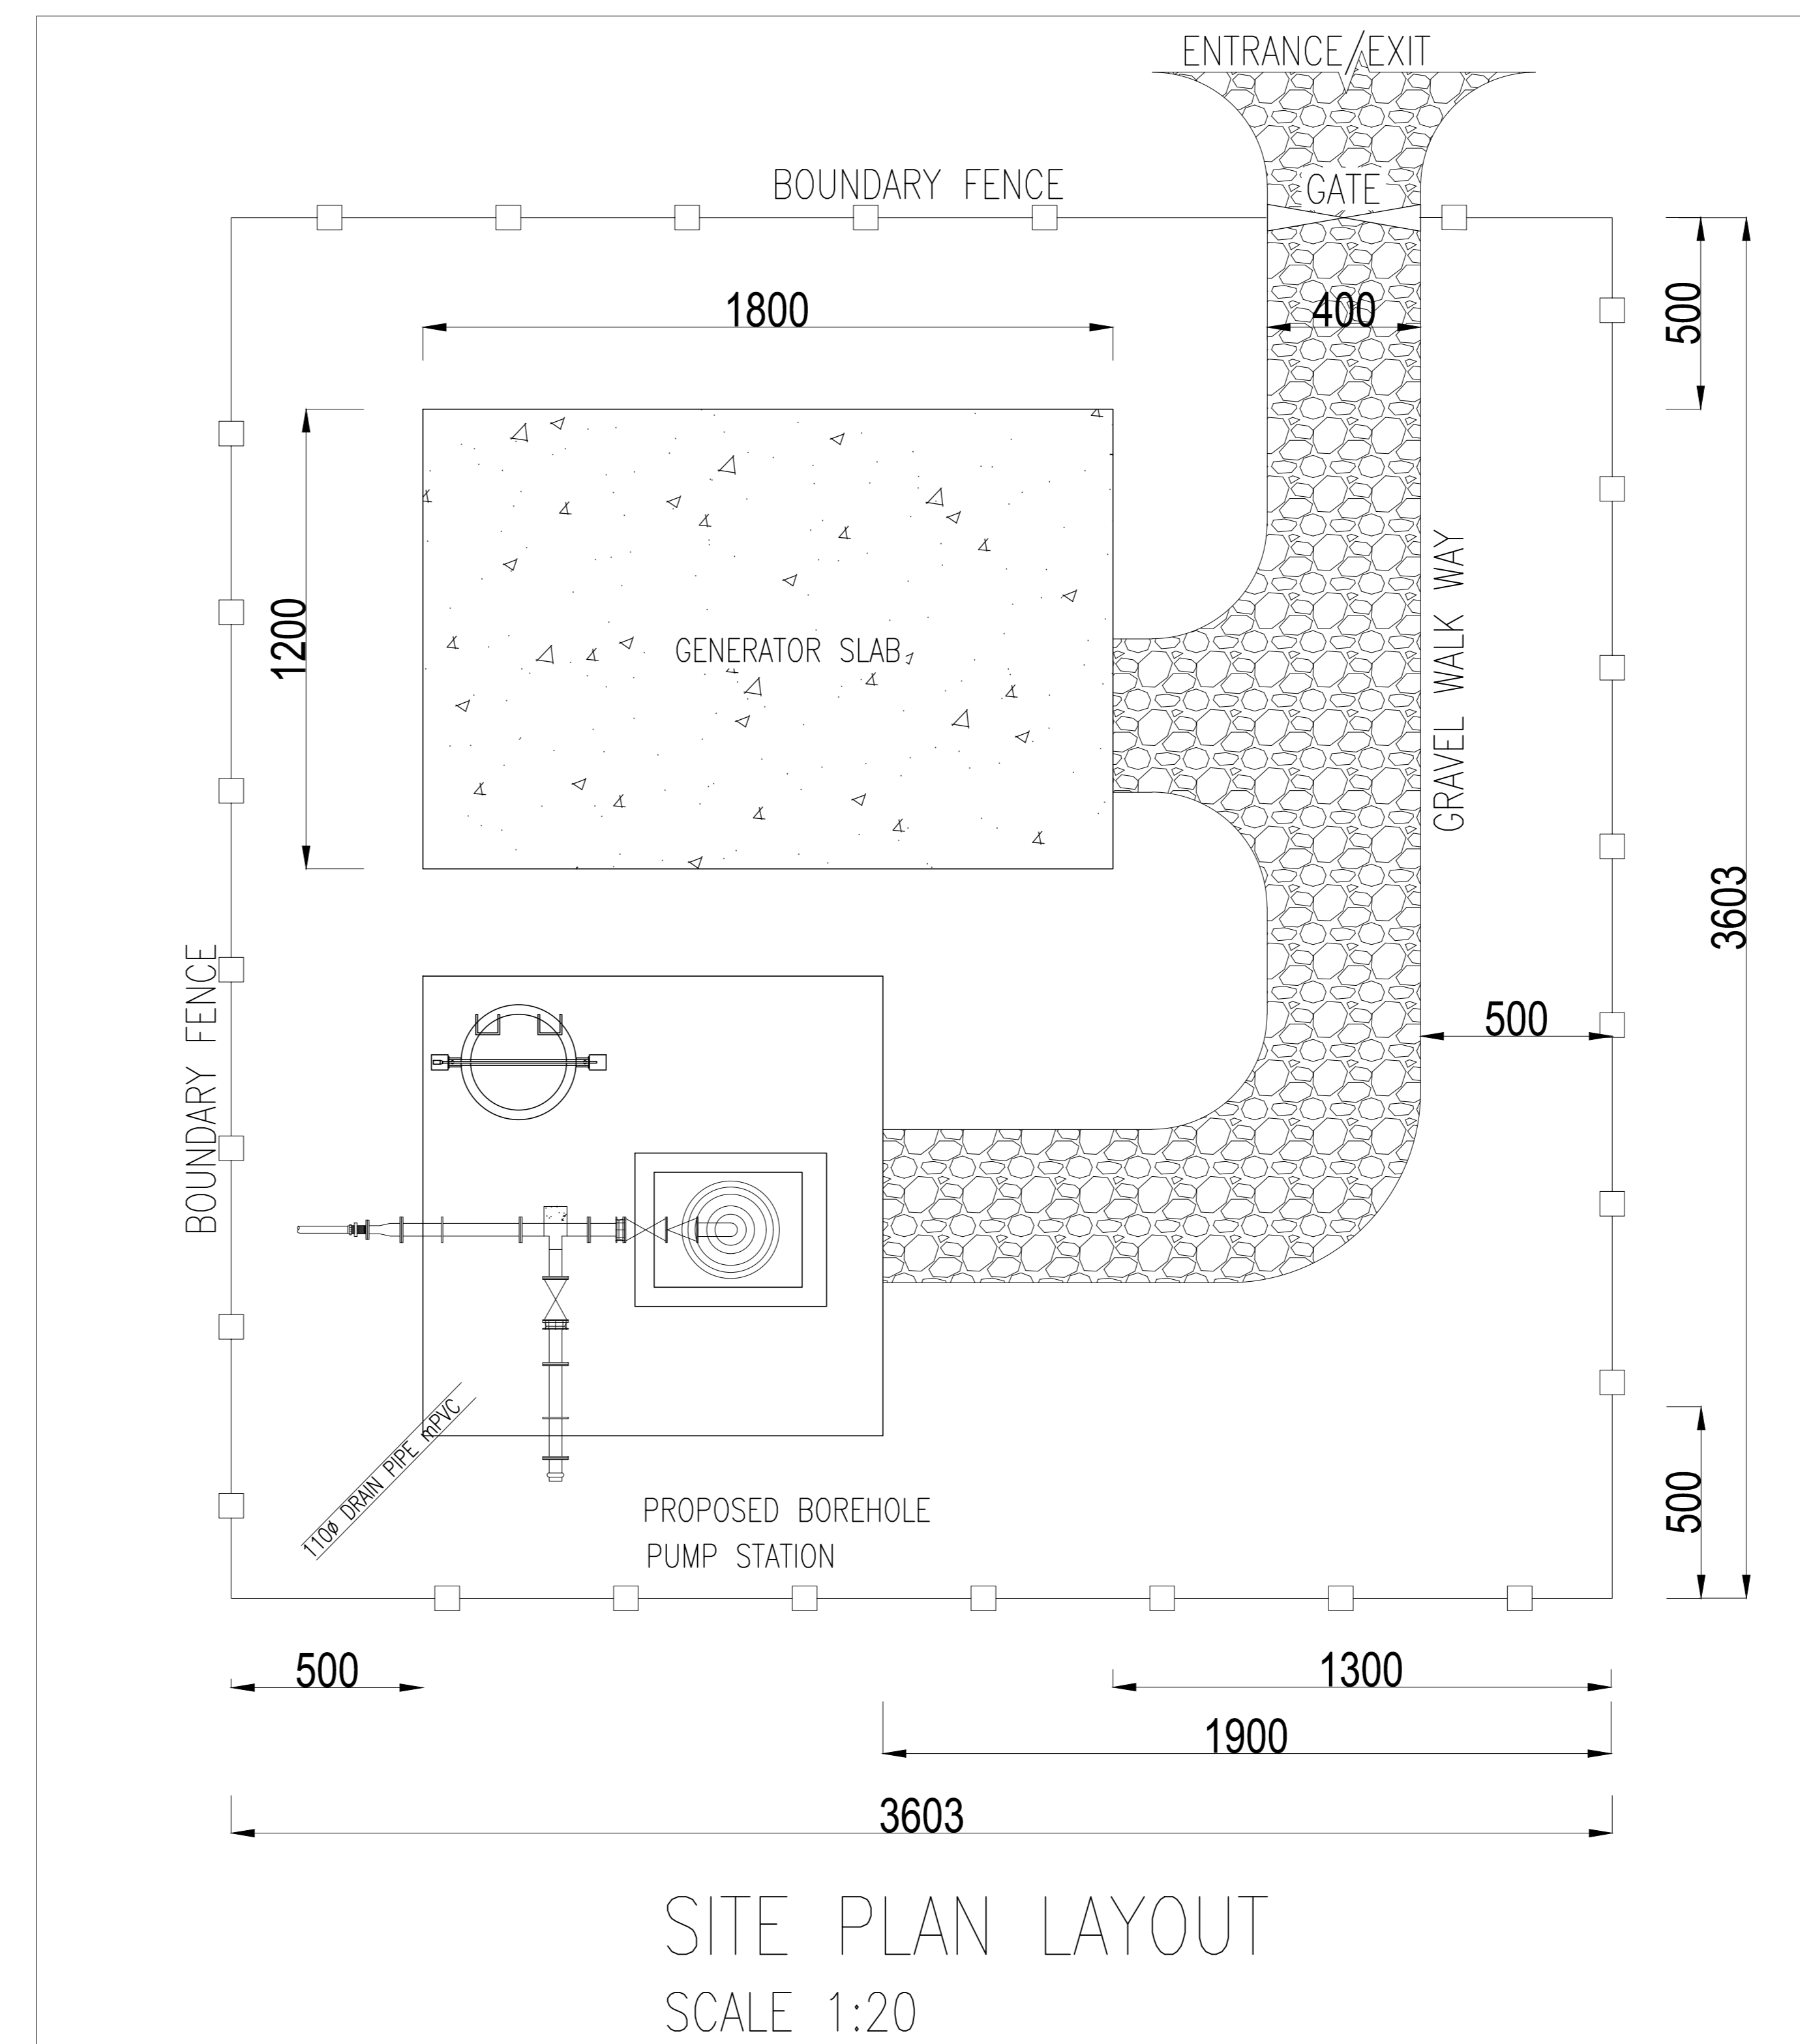 ENTRANCE/EXIT
BOUNDARY FENCE
GATE
1800
400
500
1200
GENERATOR SLAB
GRAVEL WALK WAY
3603
BOUNDARY FENCE
500
110ø DRAIN PIPE mPVC
PROPOSED BOREHOLE
PUMP STATION
500
500
1300
1900
3603
SITE PLAN LAYOUT
SCALE 1:20